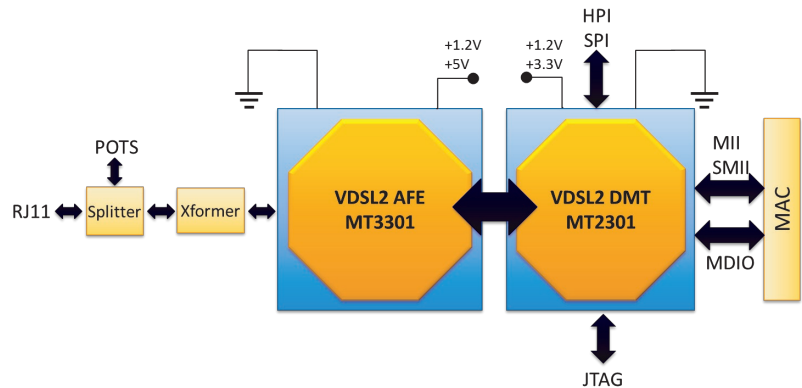 HPI
SPI
+1.2V
+5V
+1.2V
+3.3V
POTS
RJ11
Splitter
Xformer
VDSL2 AFE
MT3301
VDSL2 DMT
MT2301
MII
SMII
MDIO
MAC
JTAG